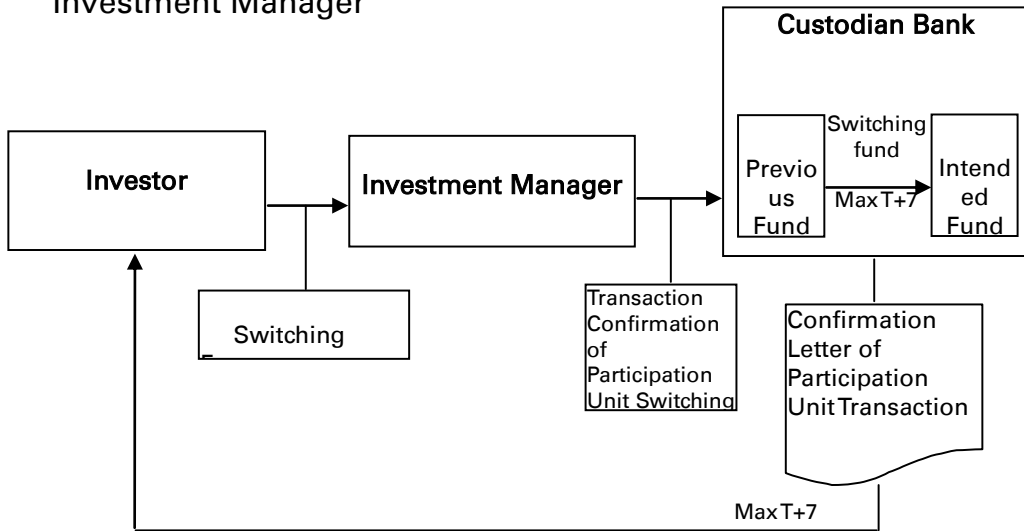 Investment Manager
Custodian Bank
Investor
Investment Manager
Previo
us
Fund
Switching
fund
Max T+7
Intend
ed
Fund
Switching
Transaction
Confirmation
of
Participation
Unit Switching
Confirmation
Letter of
Participation
Unit Transaction
Max T+7